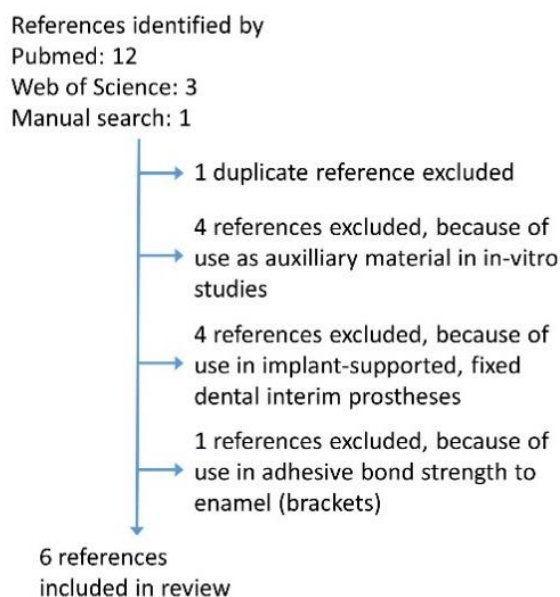 References identified by
Pubmed: 12
Web of Science: 3
Manual search: 1
1 duplicate reference excluded
4 references excluded, because of
use as auxilliary material in in-vitro
studies
4 references excluded, because of
use in implant-supported, fixed
dental interim prostheses
1 references excluded, because of
use in adhesive bond strength to
enamel (brackets)
6 references
included in review